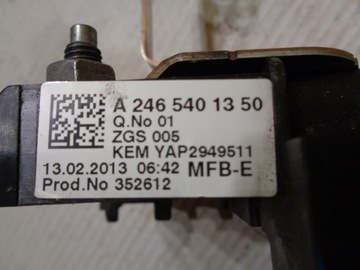 A 246 540 13 50
Q.No 01
ZGS 005
KEM YAP2949511
13.02.2013 06:42 MFB-E
Prod.No 352612